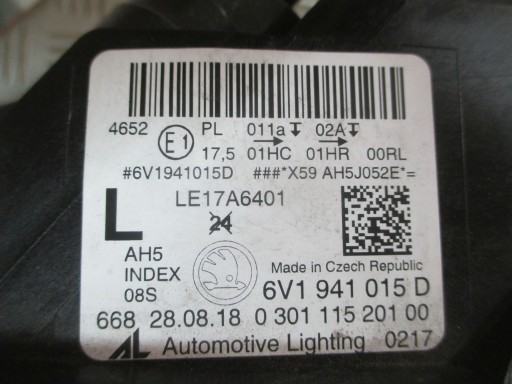 4652 E1 PL 011a 02A
17,5 01HC 01HR 00RL
#6V1941015D ###*X59 AH5J052E*=
L LE17A6401
24
AH5
INDEX
08S
Made in Czech Republic
6V1 941 015 D
668 28.08.18 0 301 115 201 00
AL Automotive Lighting 0217